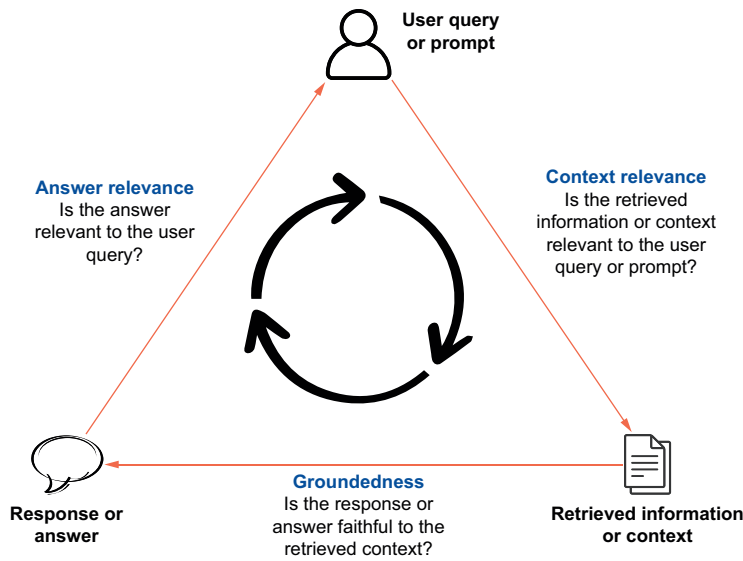 User query
or prompt
Answer relevance
Is the answer
relevant to the user
query?
Context relevance
Is the retrieved
information or context
relevant to the user
query or prompt?
Response or
answer
Groundedness
Is the response or
answer faithful to the
retrieved context?
Retrieved information
or context